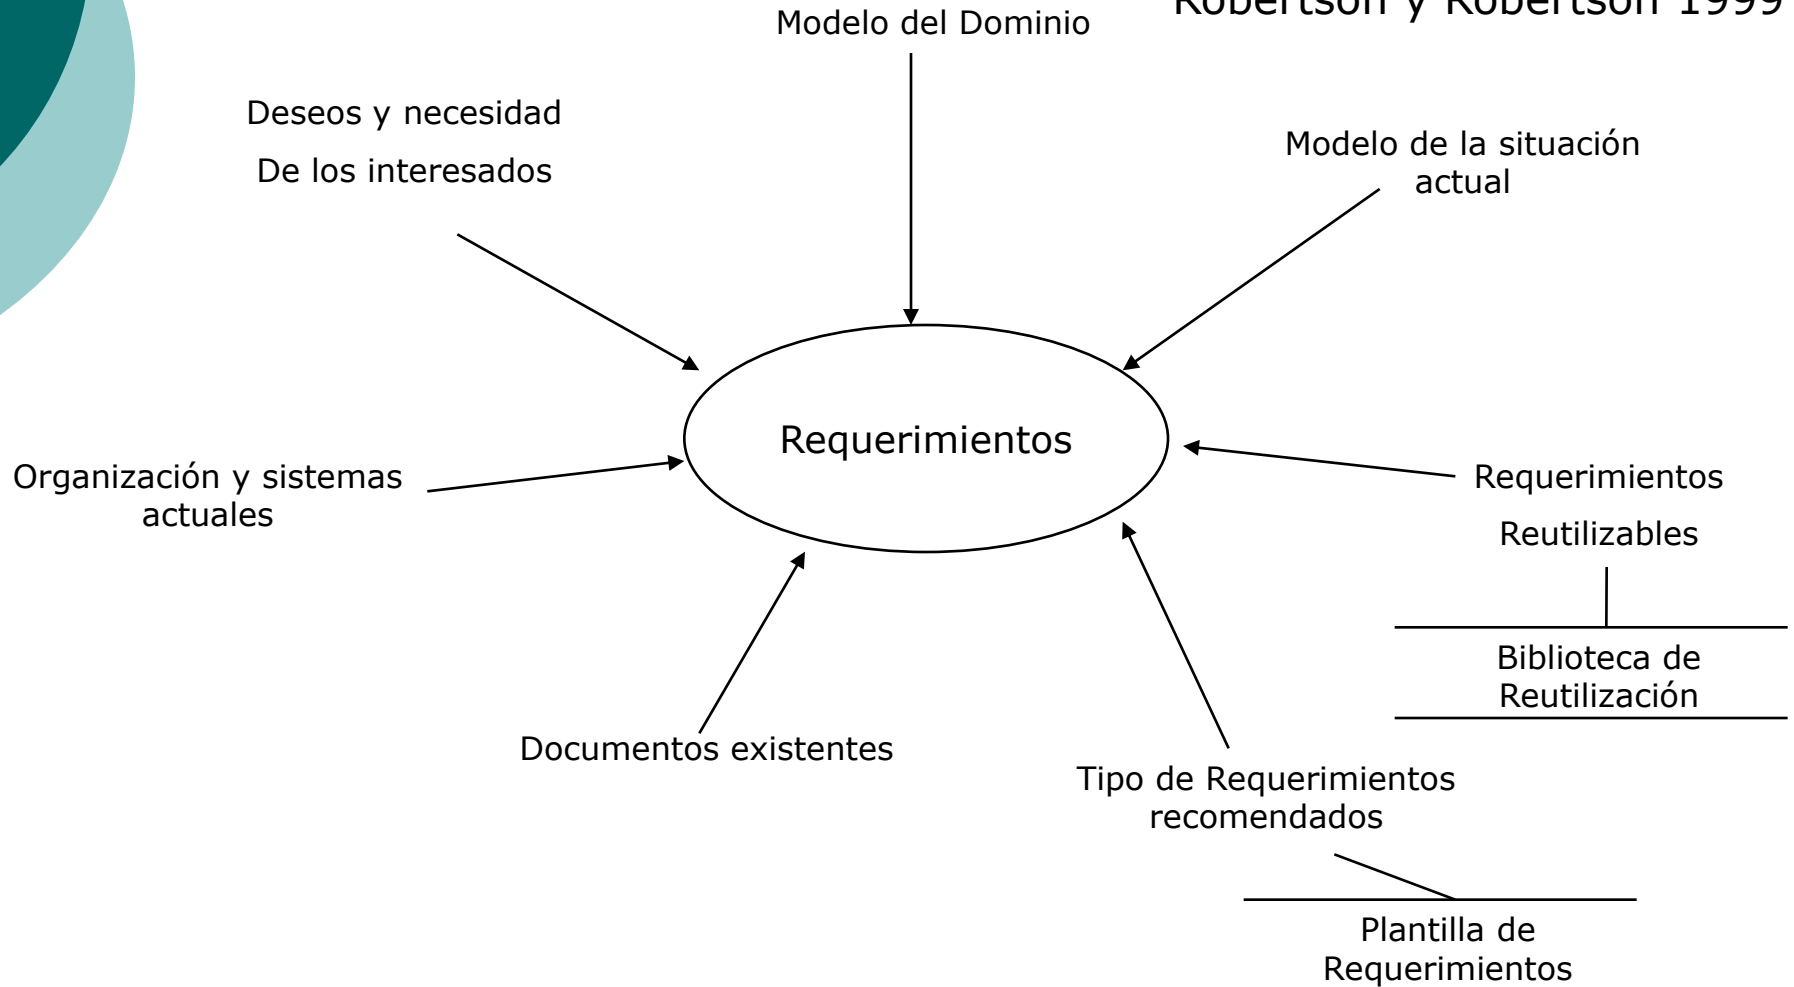 Robertson y Robertson 1999
Modelo del Dominio
Deseos y necesidad
De los interesados
Modelo de la situación
actual
Requerimientos
Organización y sistemas
actuales
Requerimientos
Reutilizables
Biblioteca de
Reutilización
Documentos existentes
Tipo de Requerimientos
recomendados
Plantilla de
Requerimientos